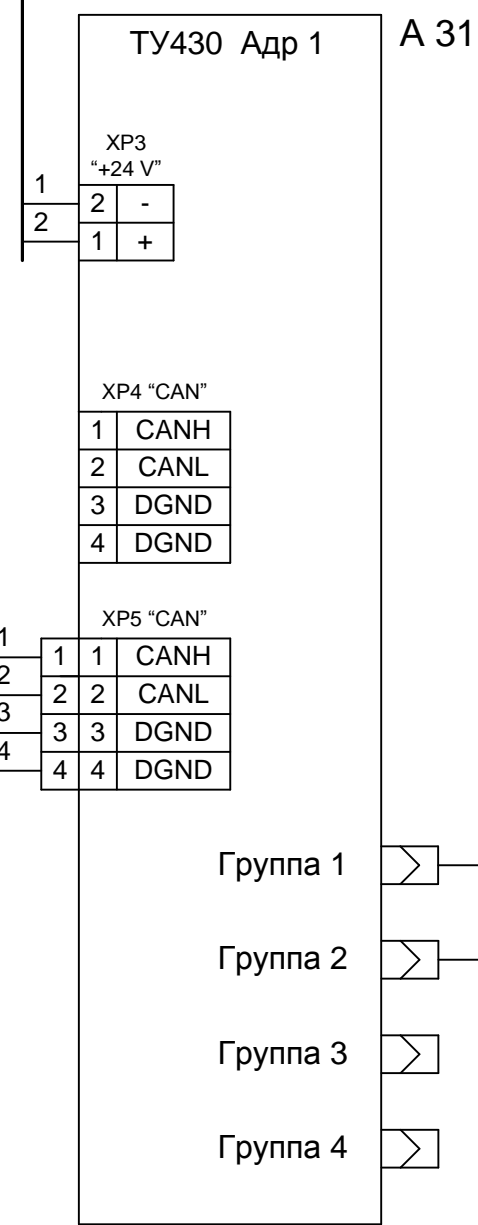 ТУ430 Адр 1
А 31
XP3
“+24 V”
1
2 -
2
1 +
XP4 “CAN”
1 CANH
2 CANL
3 DGND
4 DGND
XP5 “CAN”
1 1 1 CANH
2 2 2 CANL
3 3 3 DGND
4 4 4 DGND
Группа 1
Группа 2
Группа 3
Группа 4